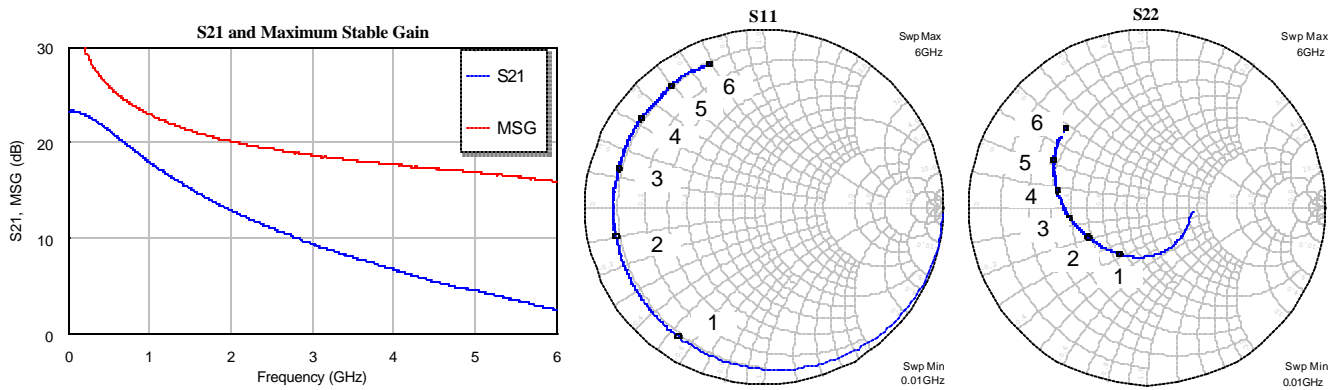 S21 and Maximum Stable Gain
S21, MSG (dB)
30
20
10
0
0 1 2 3 4 5 6
Frequency (GHz)
S21
MSG
S11
Swp Max
6GHz
6
5
4
3
2
1
Swp Min
0.01GHz
S22
Swp Max
6GHz
6
5
4
3
2
1
Swp Min
0.01GHz